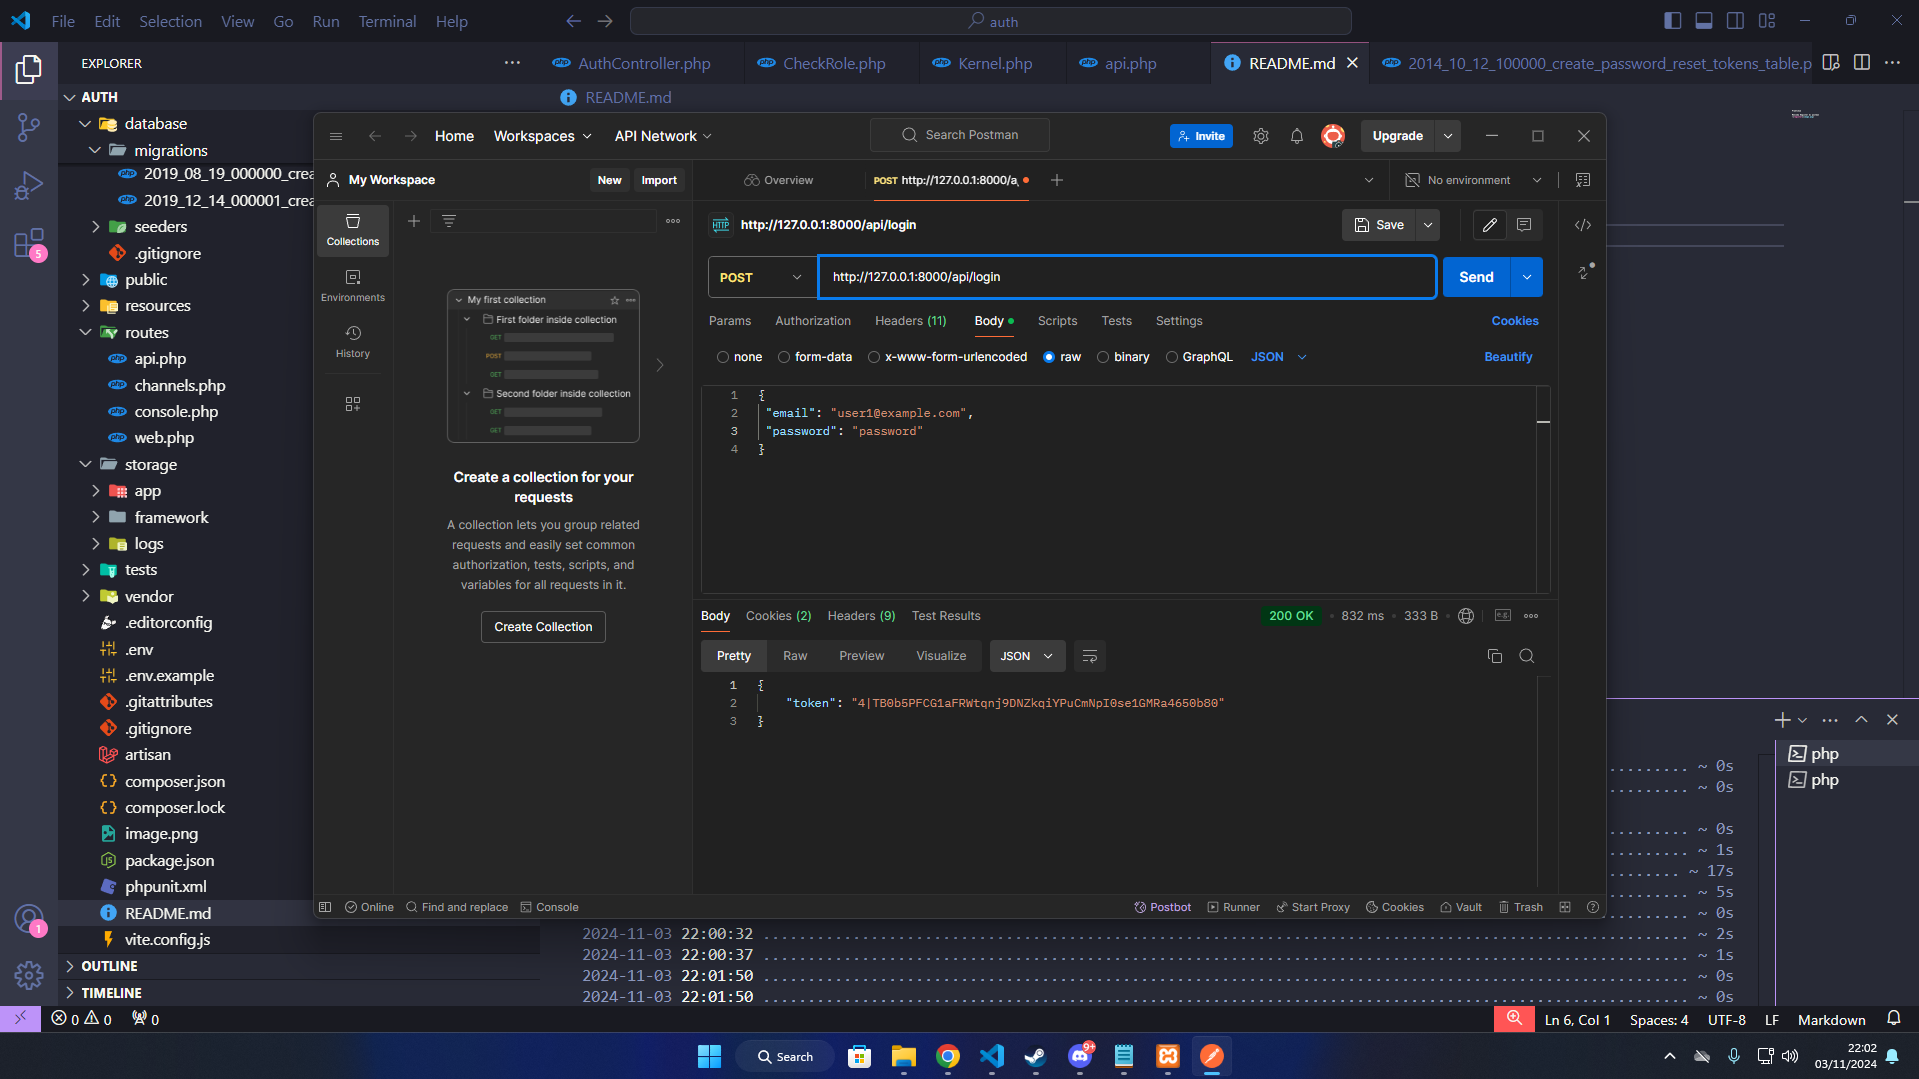 File Edit Selection View Go Run Terminal Help
auth
EXPLORER
AuthController.php
CheckRole.php
Kernel.php
api.php
README.md
2014_10_12_100000_create_password_reset_tokens_table.p
README.md
AUTH
database
migrations
2019_08_19_000000_crea
2019_12_14_000001_crea
seeders
.gitignore
public
resources
routes
api.php
channels.php
console.php
web.php
storage
app
framework
logs
tests
vendor
.editorconfig
.env
.env.example
.gitattributes
.gitignore
artisan
composer.json
composer.lock
image.png
package.json
phpunit.xml
README.md
vite.config.js
OUTLINE
TIMELINE
5
1
Home Workspaces API Network
Search Postman
Invite
Upgrade
My Workspace New Import
Overview
POST http://127.0.0.1:8000/a
No environment
Collections
Environments
History
My first collection
First folder inside collection
GET
POST
GET
Second folder inside collection
GET
GET
Create a collection for your
requests
A collection lets you group related
requests and easily set common
authorization, tests, scripts, and
variables for all requests in it.
Create Collection
HTTP http://127.0.0.1:8000/api/login
Save
POST http://127.0.0.1:8000/api/login Send
Params Authorization Headers (11) Body Scripts Tests Settings Cookies
none form-data x-www-form-urlencoded raw binary GraphQL JSON Beautify
1 {
2 "email": "user1@example.com",
3 "password": "password"
4 }
Body Cookies (2) Headers (9) Test Results 200 OK 832 ms 333 B e.g.
Pretty Raw Preview Visualize JSON
1 {
2 "token": "4|TB0b5PFCG1aFRWtqnj9DNZkqiYPuCmNpI0se1GMRa4650b80"
3 }
Online Find and replace Console
Postbot Runner Start Proxy Cookies Vault Trash
......... ~ 0s
......... ~ 0s
......... ~ 0s
......... ~ 1s
........ ~ 17s
......... ~ 5s
......... ~ 0s
2024-11-03 22:00:32 ......... ~ 2s
2024-11-03 22:00:37 ......... ~ 1s
2024-11-03 22:01:50 ......... ~ 0s
2024-11-03 22:01:50 ......... ~ 0s
php
php
0 0 0
Ln 6, Col 1 Spaces: 4 UTF-8 LF Markdown
Search
9+
22:02
03/11/2024